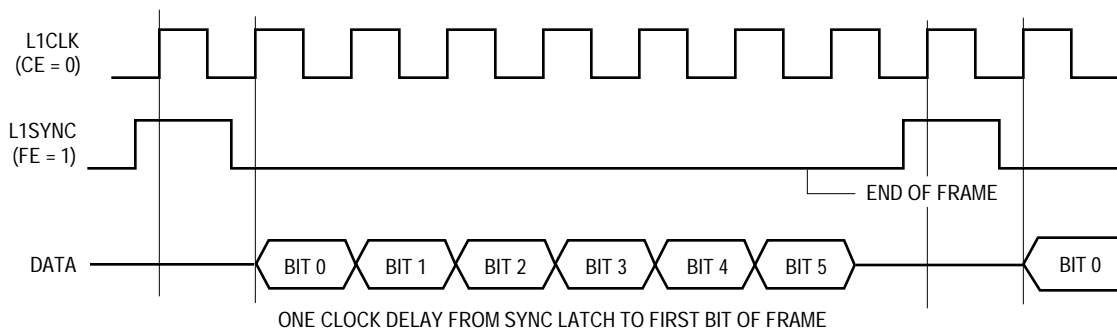 L1CLK
(CE = 0)
L1SYNC
(FE = 1)
END OF FRAME
DATA
BIT 0
BIT 1
BIT 2
BIT 3
BIT 4
BIT 5
BIT 0
ONE CLOCK DELAY FROM SYNC LATCH TO FIRST BIT OF FRAME